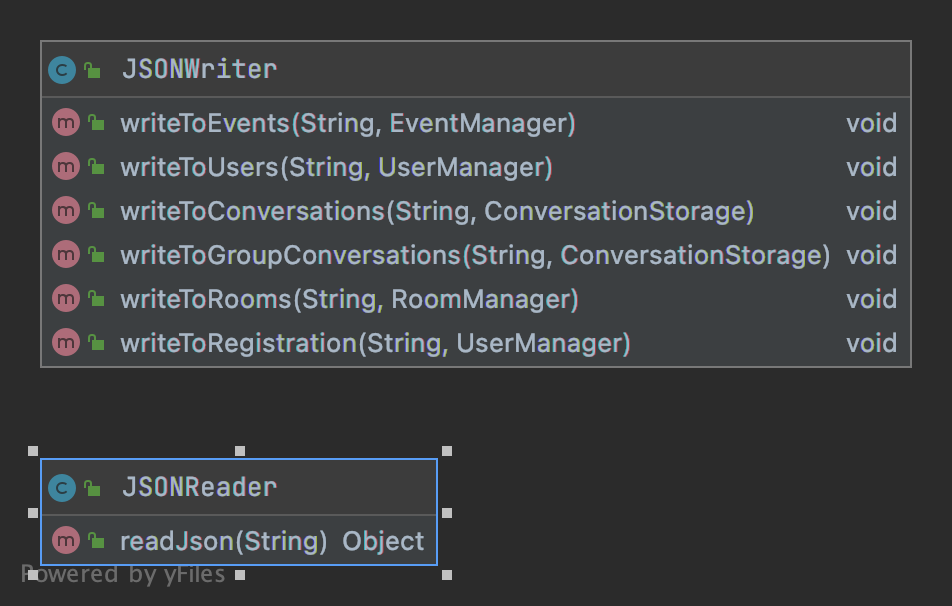 JSONWriter
writeToEvents(String, EventManager) void
writeToUsers(String, UserManager) void
writeToConversations(String, ConversationStorage) void
writeToGroupConversations(String, ConversationStorage) void
writeToRooms(String, RoomManager) void
writeToRegistration(String, UserManager) void
JSONReader
readJson(String) Object
Powered by yFiles